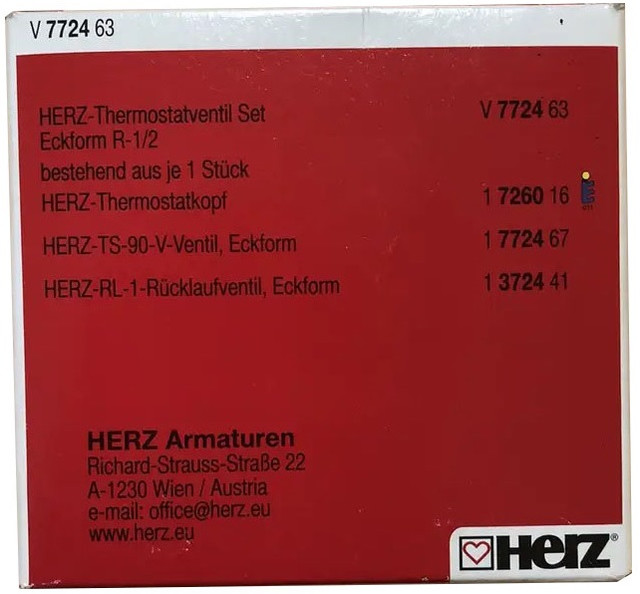 V 7724 63
HERZ-Thermostatventil Set V 7724 63
Eckform R-1/2
bestehend aus je 1 Stück
HERZ-Thermostatkopf 1 7260 16
HERZ-TS-90-V-Ventil, Eckform 1 7724 67
HERZ-RL-1-Rücklaufventil, Eckform 1 3724 41
HERZ Armaturen
Richard-Strauss-Straße 22
A-1230 Wien / Austria
e-mail: office@herz.eu
www.herz.eu
HERZ®